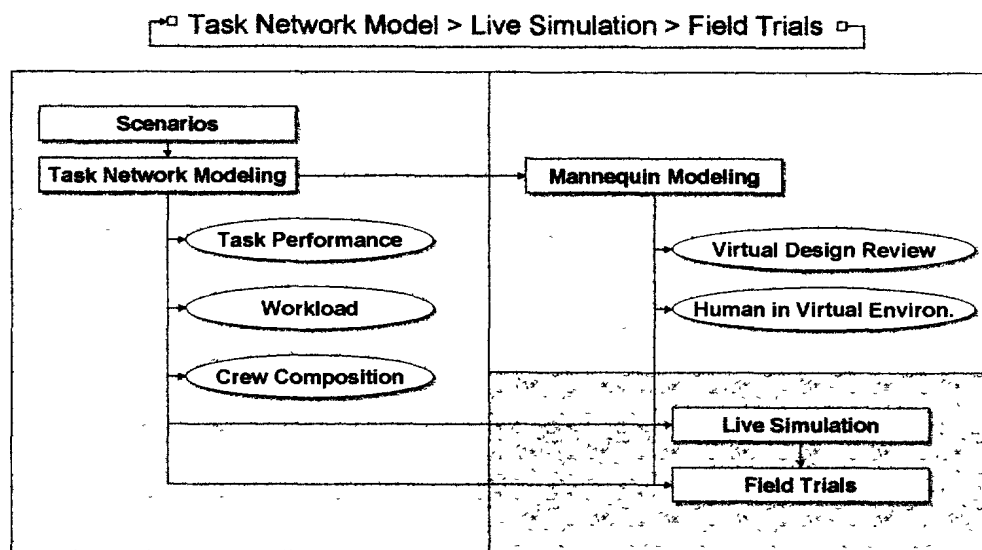 Task Network Model > Live Simulation > Field Trials
Scenarios
Task Network Modeling
Task Performance
Workload
Crew Composition
Mannequin Modeling
Virtual Design Review
Human in Virtual Environ.
Live Simulation
Field Trials